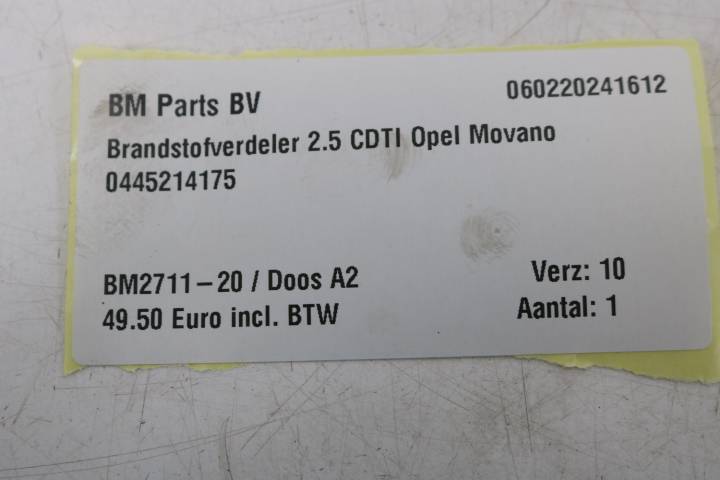 BM Parts BV 060220241612
Brandstofverdeler 2.5 CDTI Opel Movano
0445214175
BM2711-20 / Doos A2 Verz: 10
49.50 Euro incl. BTW Aantal: 1